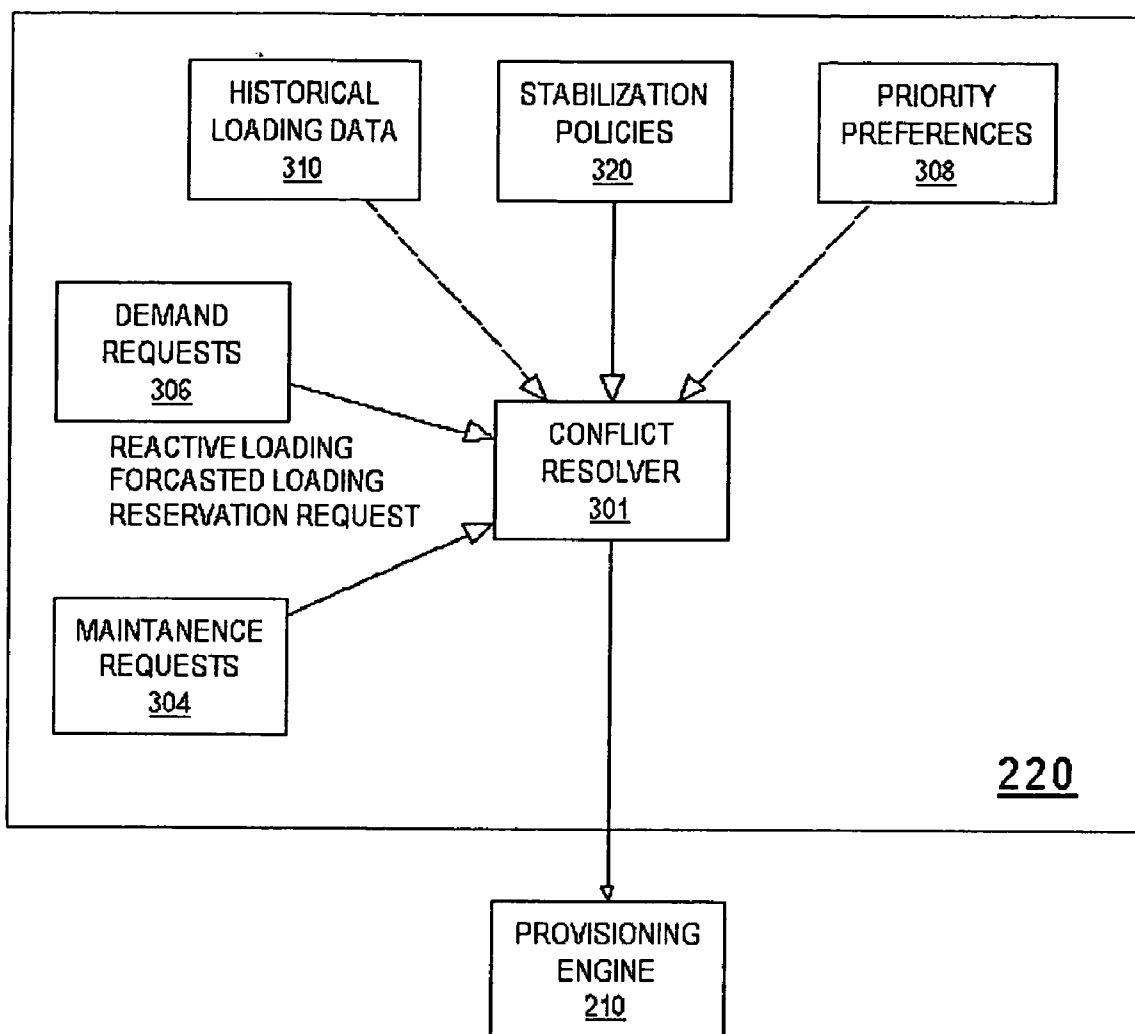 HISTORICAL
LOADING DATA
310
STABILIZATION
POLICIES
320
PRIORITY
PREFERENCES
308
DEMAND
REQUESTS
306
REACTIVE LOADING
FORCASTED LOADING
RESERVATION REQUEST
CONFLICT
RESOLVER
301
MAINTANENCE
REQUESTS
304
220
PROVISIONING
ENGINE
210